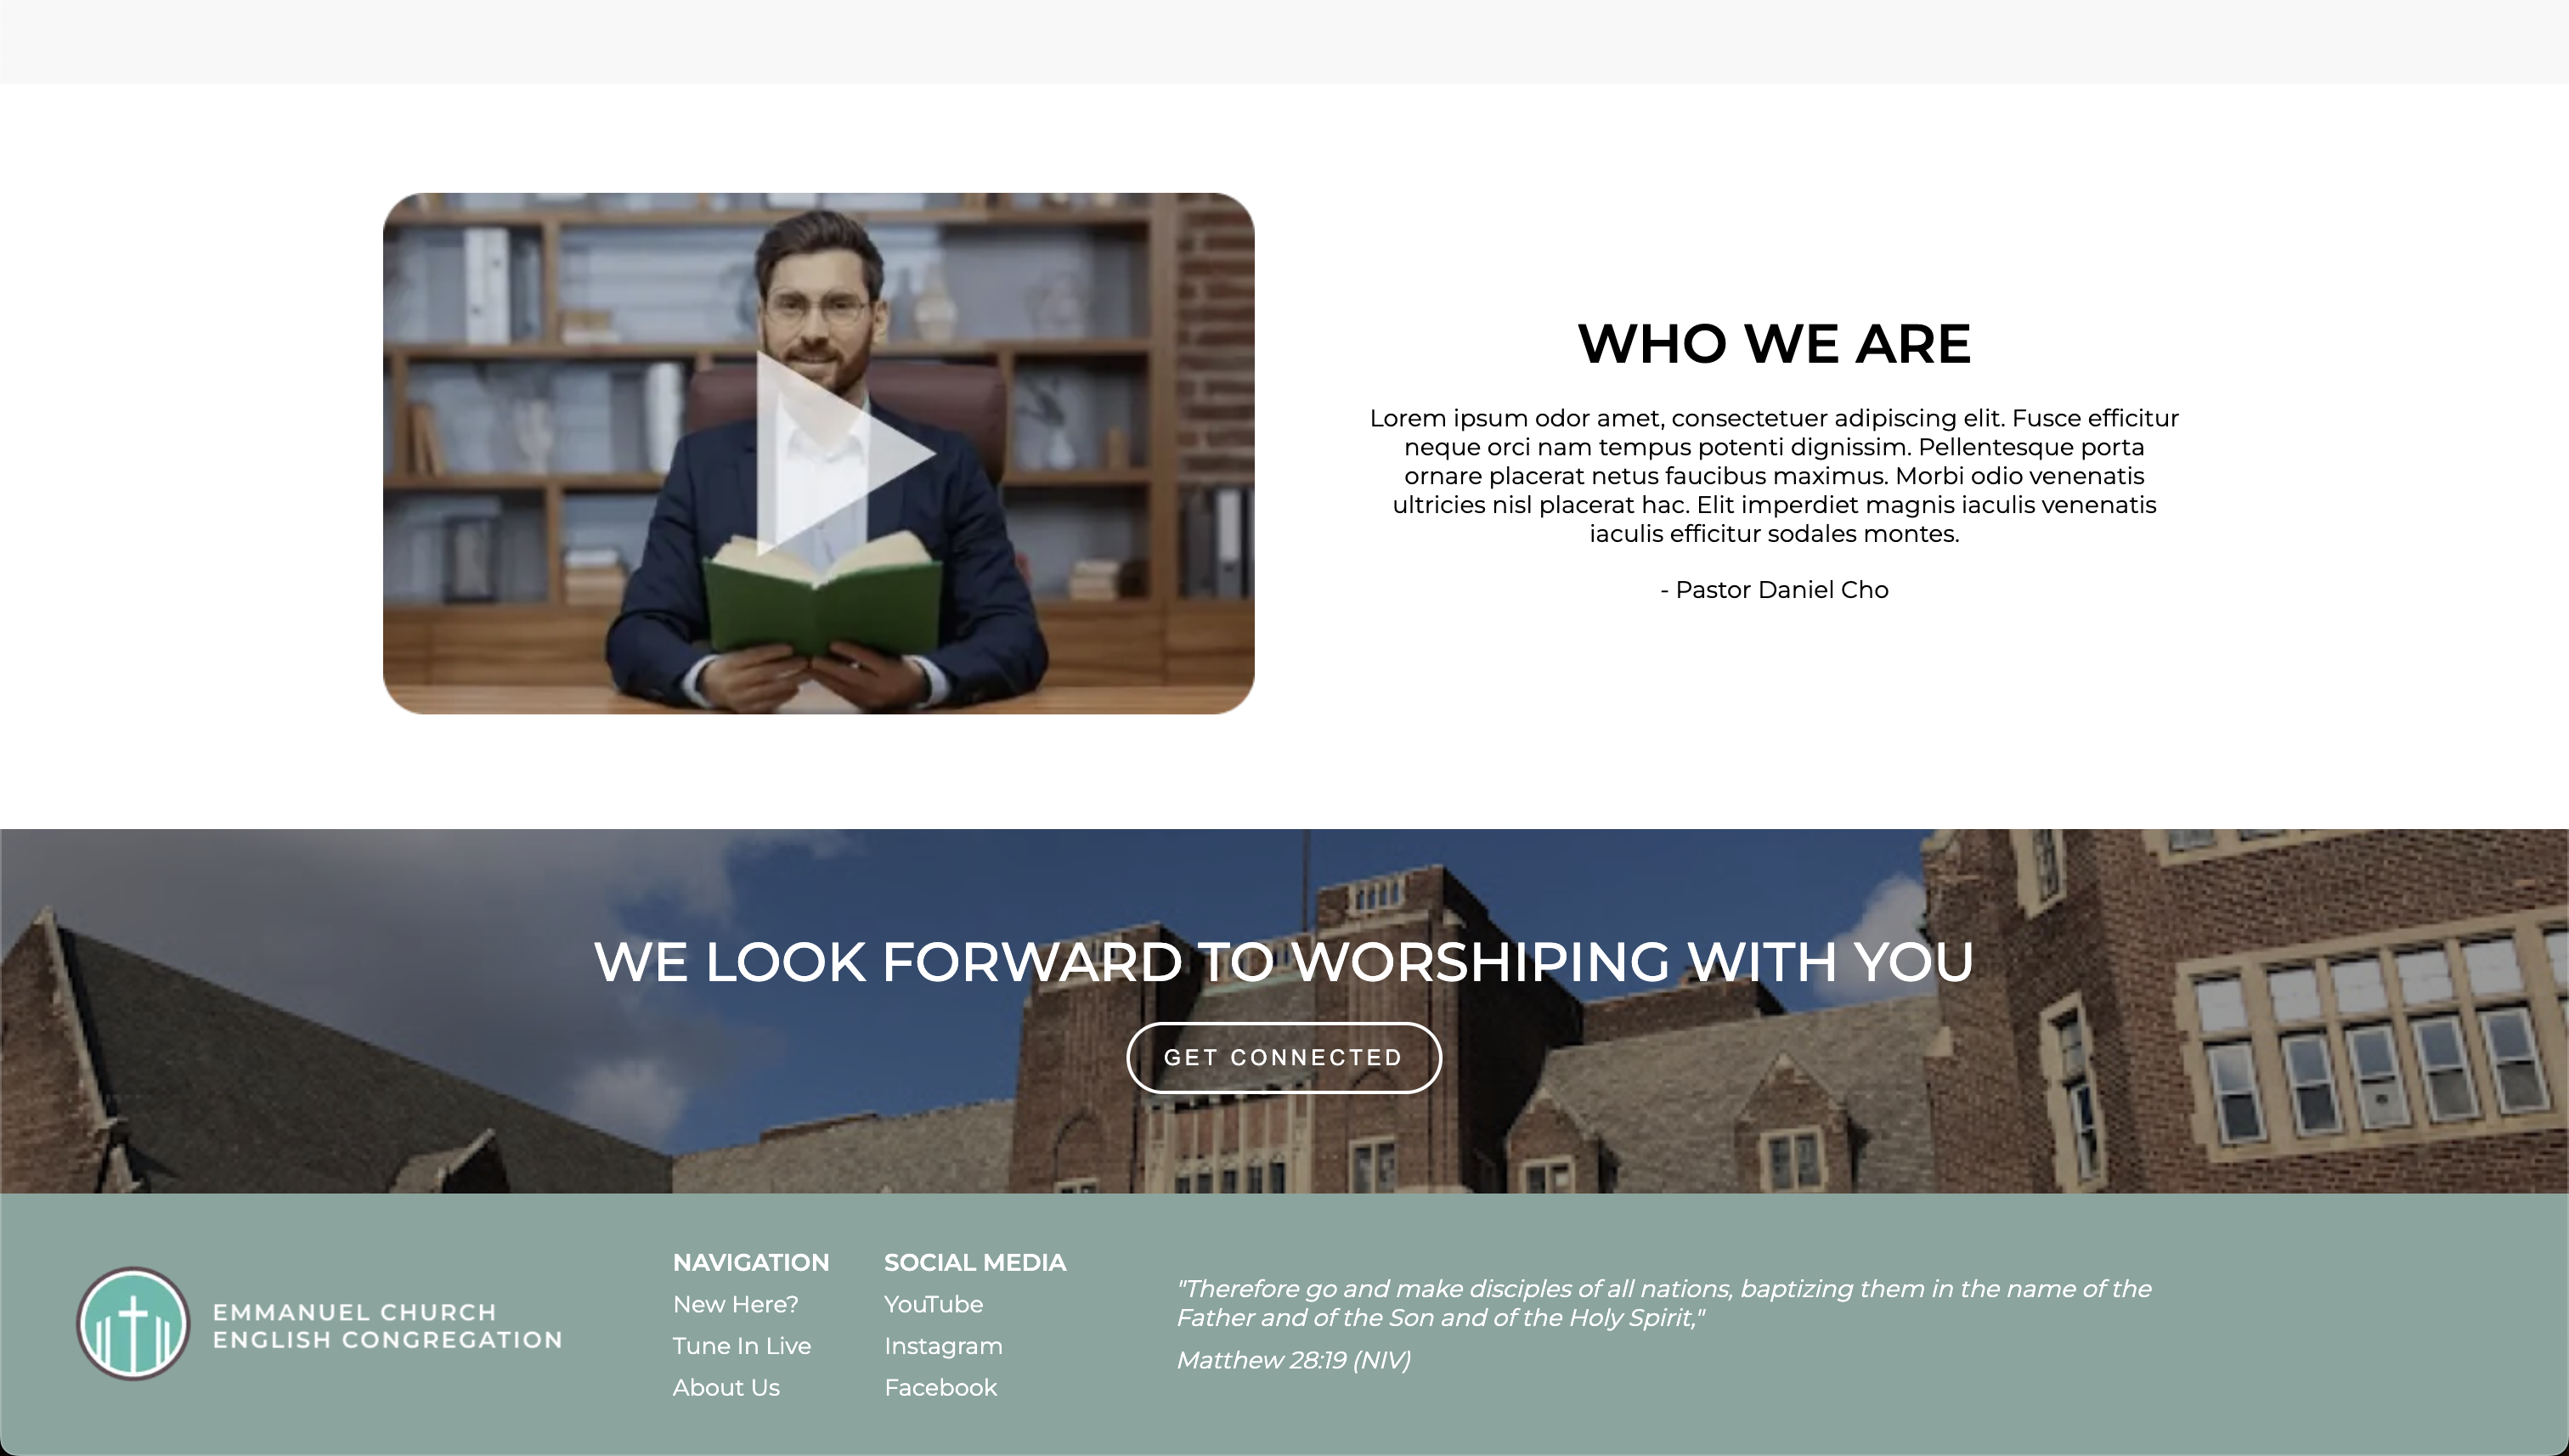 WHO WE ARE
Lorem ipsum odor amet, consectetuer adipiscing elit. Fusce efficitur
neque orci nam tempus potenti dignissim. Pellentesque porta
ornare placerat netus faucibus maximus. Morbi odio venenatis
ultricies nisl placerat hac. Elit imperdiet magnis iaculis venenatis
iaculis efficitur sodales montes.
- Pastor Daniel Cho
WE LOOK FORWARD TO WORSHIPING WITH YOU
GET CONNECTED
EMMANUEL CHURCH
ENGLISH CONGREGATION
NAVIGATION
New Here?
Tune In Live
About Us
SOCIAL MEDIA
YouTube
Instagram
Facebook
"Therefore go and make disciples of all nations, baptizing them in the name of the
Father and of the Son and of the Holy Spirit,"
Matthew 28:19 (NIV)